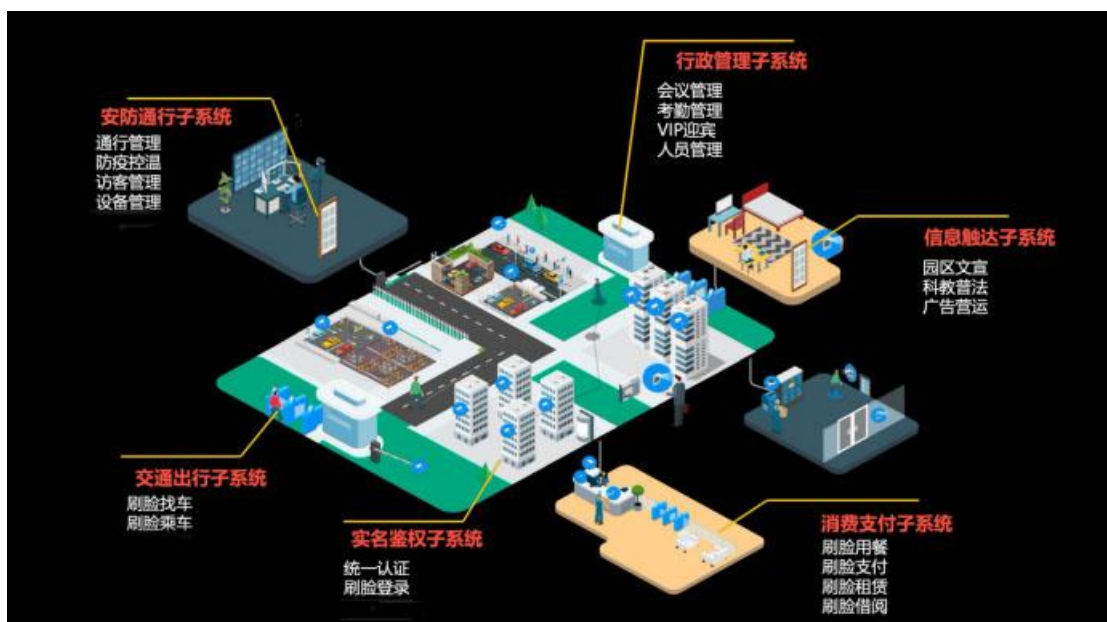 行政管理子系统
会议管理
考勤管理
VIP迎宾
人员管理
安防通行子系统
通行管理
防疫控温
访客管理
设备管理
信息触达子系统
园区文宣
科教普法
广告营运
交通出行子系统
刷脸找车
刷脸乘车
实名鉴权子系统
统一认证
刷脸登录
消费支付子系统
刷脸用餐
刷脸支付
刷脸租赁
刷脸借阅